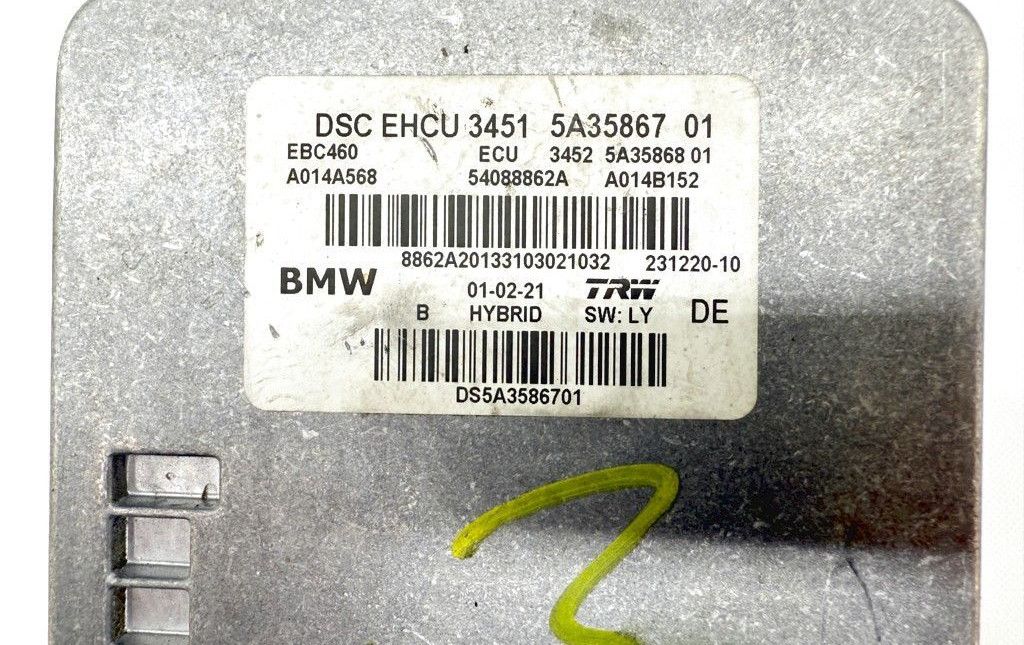 DSC EHCU 3451 5A35867 01
EBC460 ECU 3452 5A35868 01
A014A568 54088862A A014B152
8862A20133103021032 231220-10
BMW 01-02-21 TRW
B HYBRID SW: LY DE
DS5A3586701